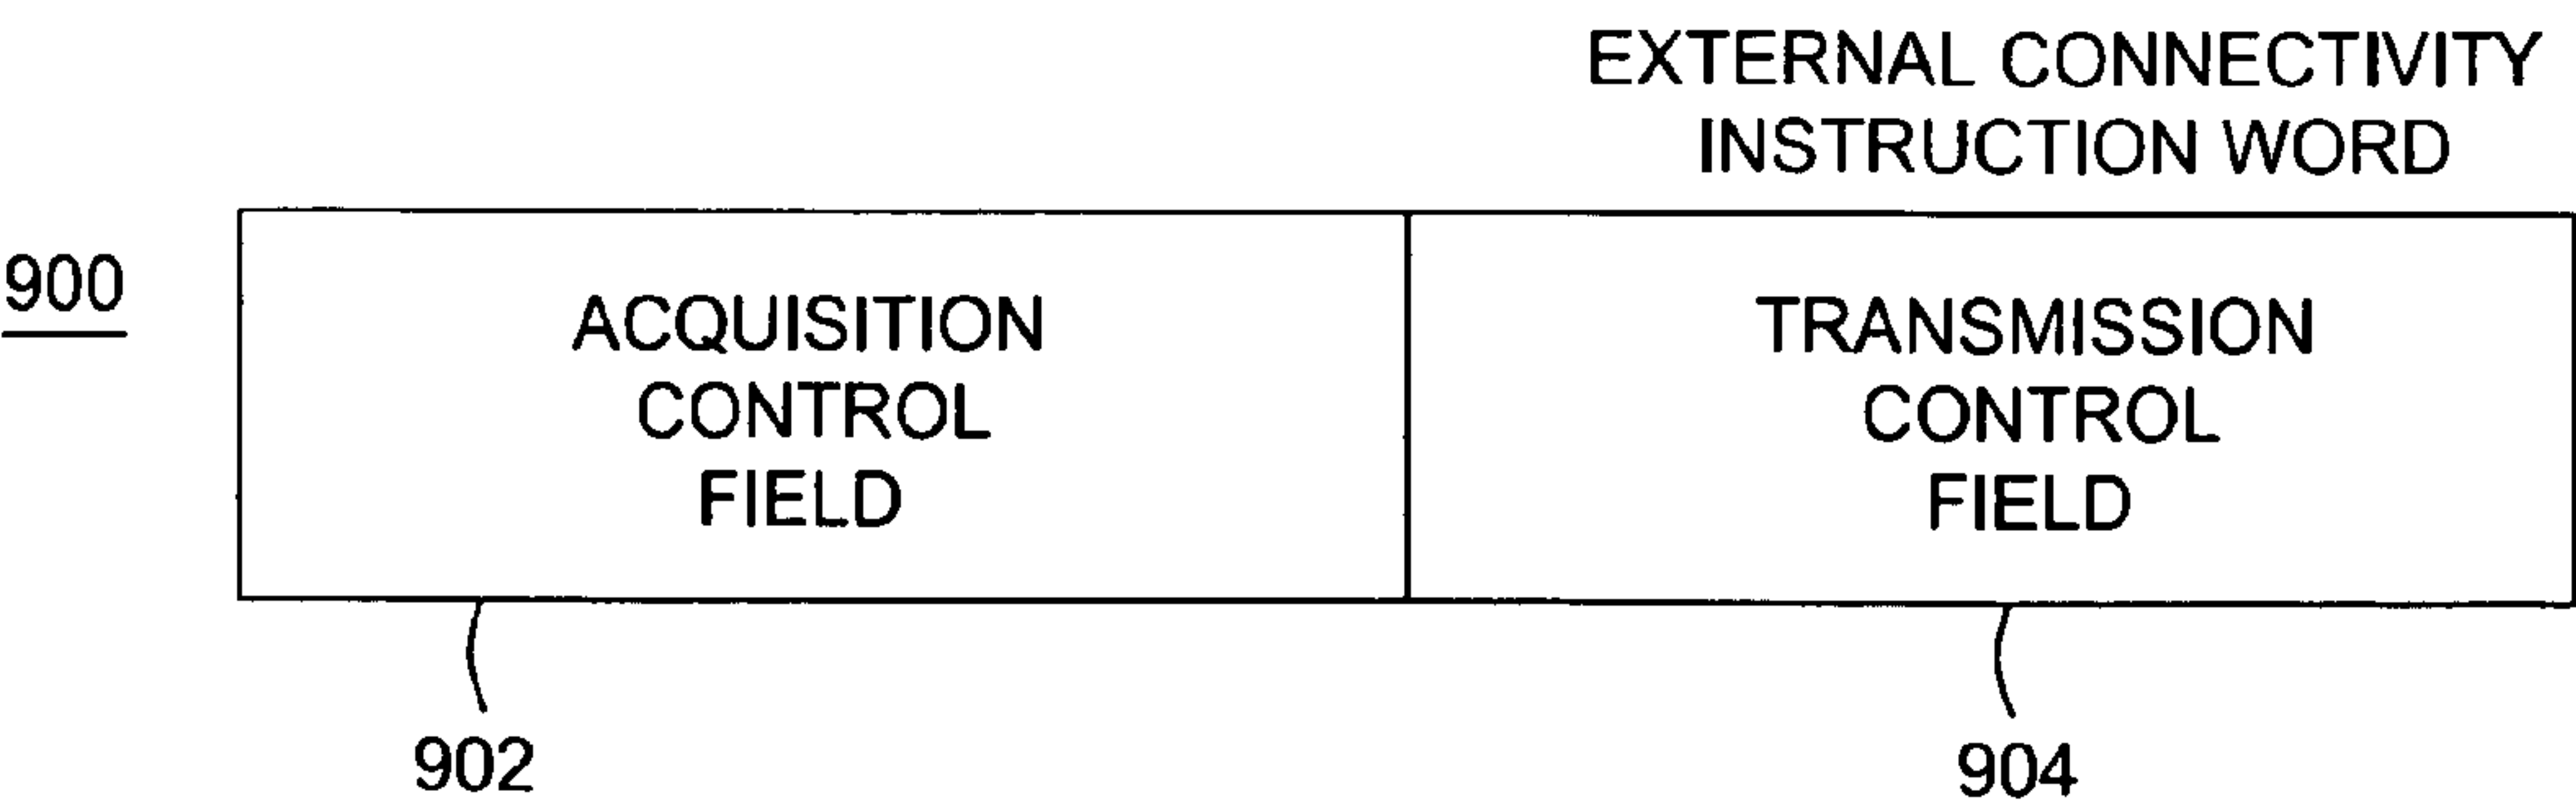 EXTERNAL CONNECTIVITY
INSTRUCTION WORD
900
ACQUISITION
CONTROL
FIELD
TRANSMISSION
CONTROL
FIELD
902
904